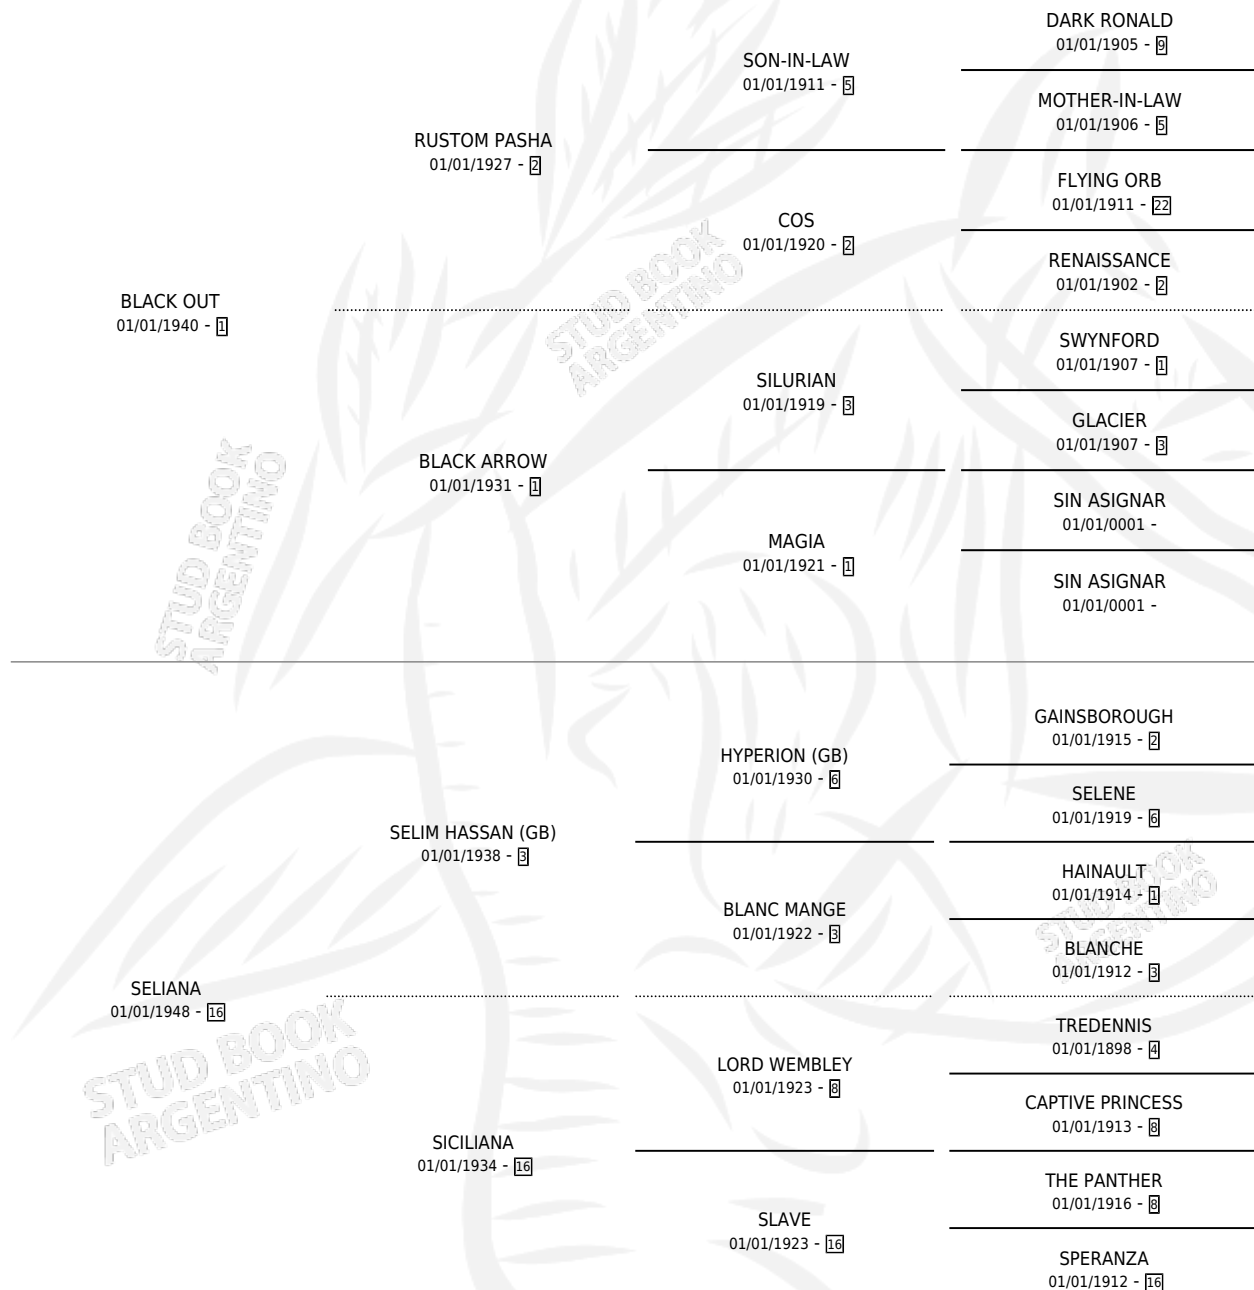 DARK RONALD
01/01/1905 - 9
SON-IN-LAW
01/01/1911 - 5
MOTHER-IN-LAW
01/01/1906 - 5
RUSTOM PASHA
01/01/1927 - 2
FLYING ORB
01/01/1911 - 22
COS
01/01/1920 - 2
RENAISSANCE
01/01/1902 - 2
BLACK OUT
01/01/1940 - 1
SWYNFORD
01/01/1907 - 1
SILURIAN
01/01/1919 - 3
GLACIER
01/01/1907 - 3
BLACK ARROW
01/01/1931 - 1
SIN ASIGNAR
01/01/0001 -
MAGIA
01/01/1921 - 1
SIN ASIGNAR
01/01/0001 -
GAINSBOROUGH
01/01/1915 - 2
HYPERION (GB)
01/01/1930 - 6
SELENE
01/01/1919 - 6
SELIM HASSAN (GB)
01/01/1938 - 3
HAINAULT
01/01/1914 - 1
BLANC MANGE
01/01/1922 - 3
BLANCHE
01/01/1912 - 3
SELIANA
01/01/1948 - 16
TREDENNIS
01/01/1898 - 4
LORD WEMBLEY
01/01/1923 - 8
CAPTIVE PRINCESS
01/01/1913 - 8
SICILIANA
01/01/1934 - 16
THE PANTHER
01/01/1916 - 8
SLAVE
01/01/1923 - 16
SPERANZA
01/01/1912 - 16
STUD BOOK
ARGENTINO
STUD BOOK
ARGENTINO
STUD BOOK
ARGENTINO
STUD BOOK
ARGENTINO